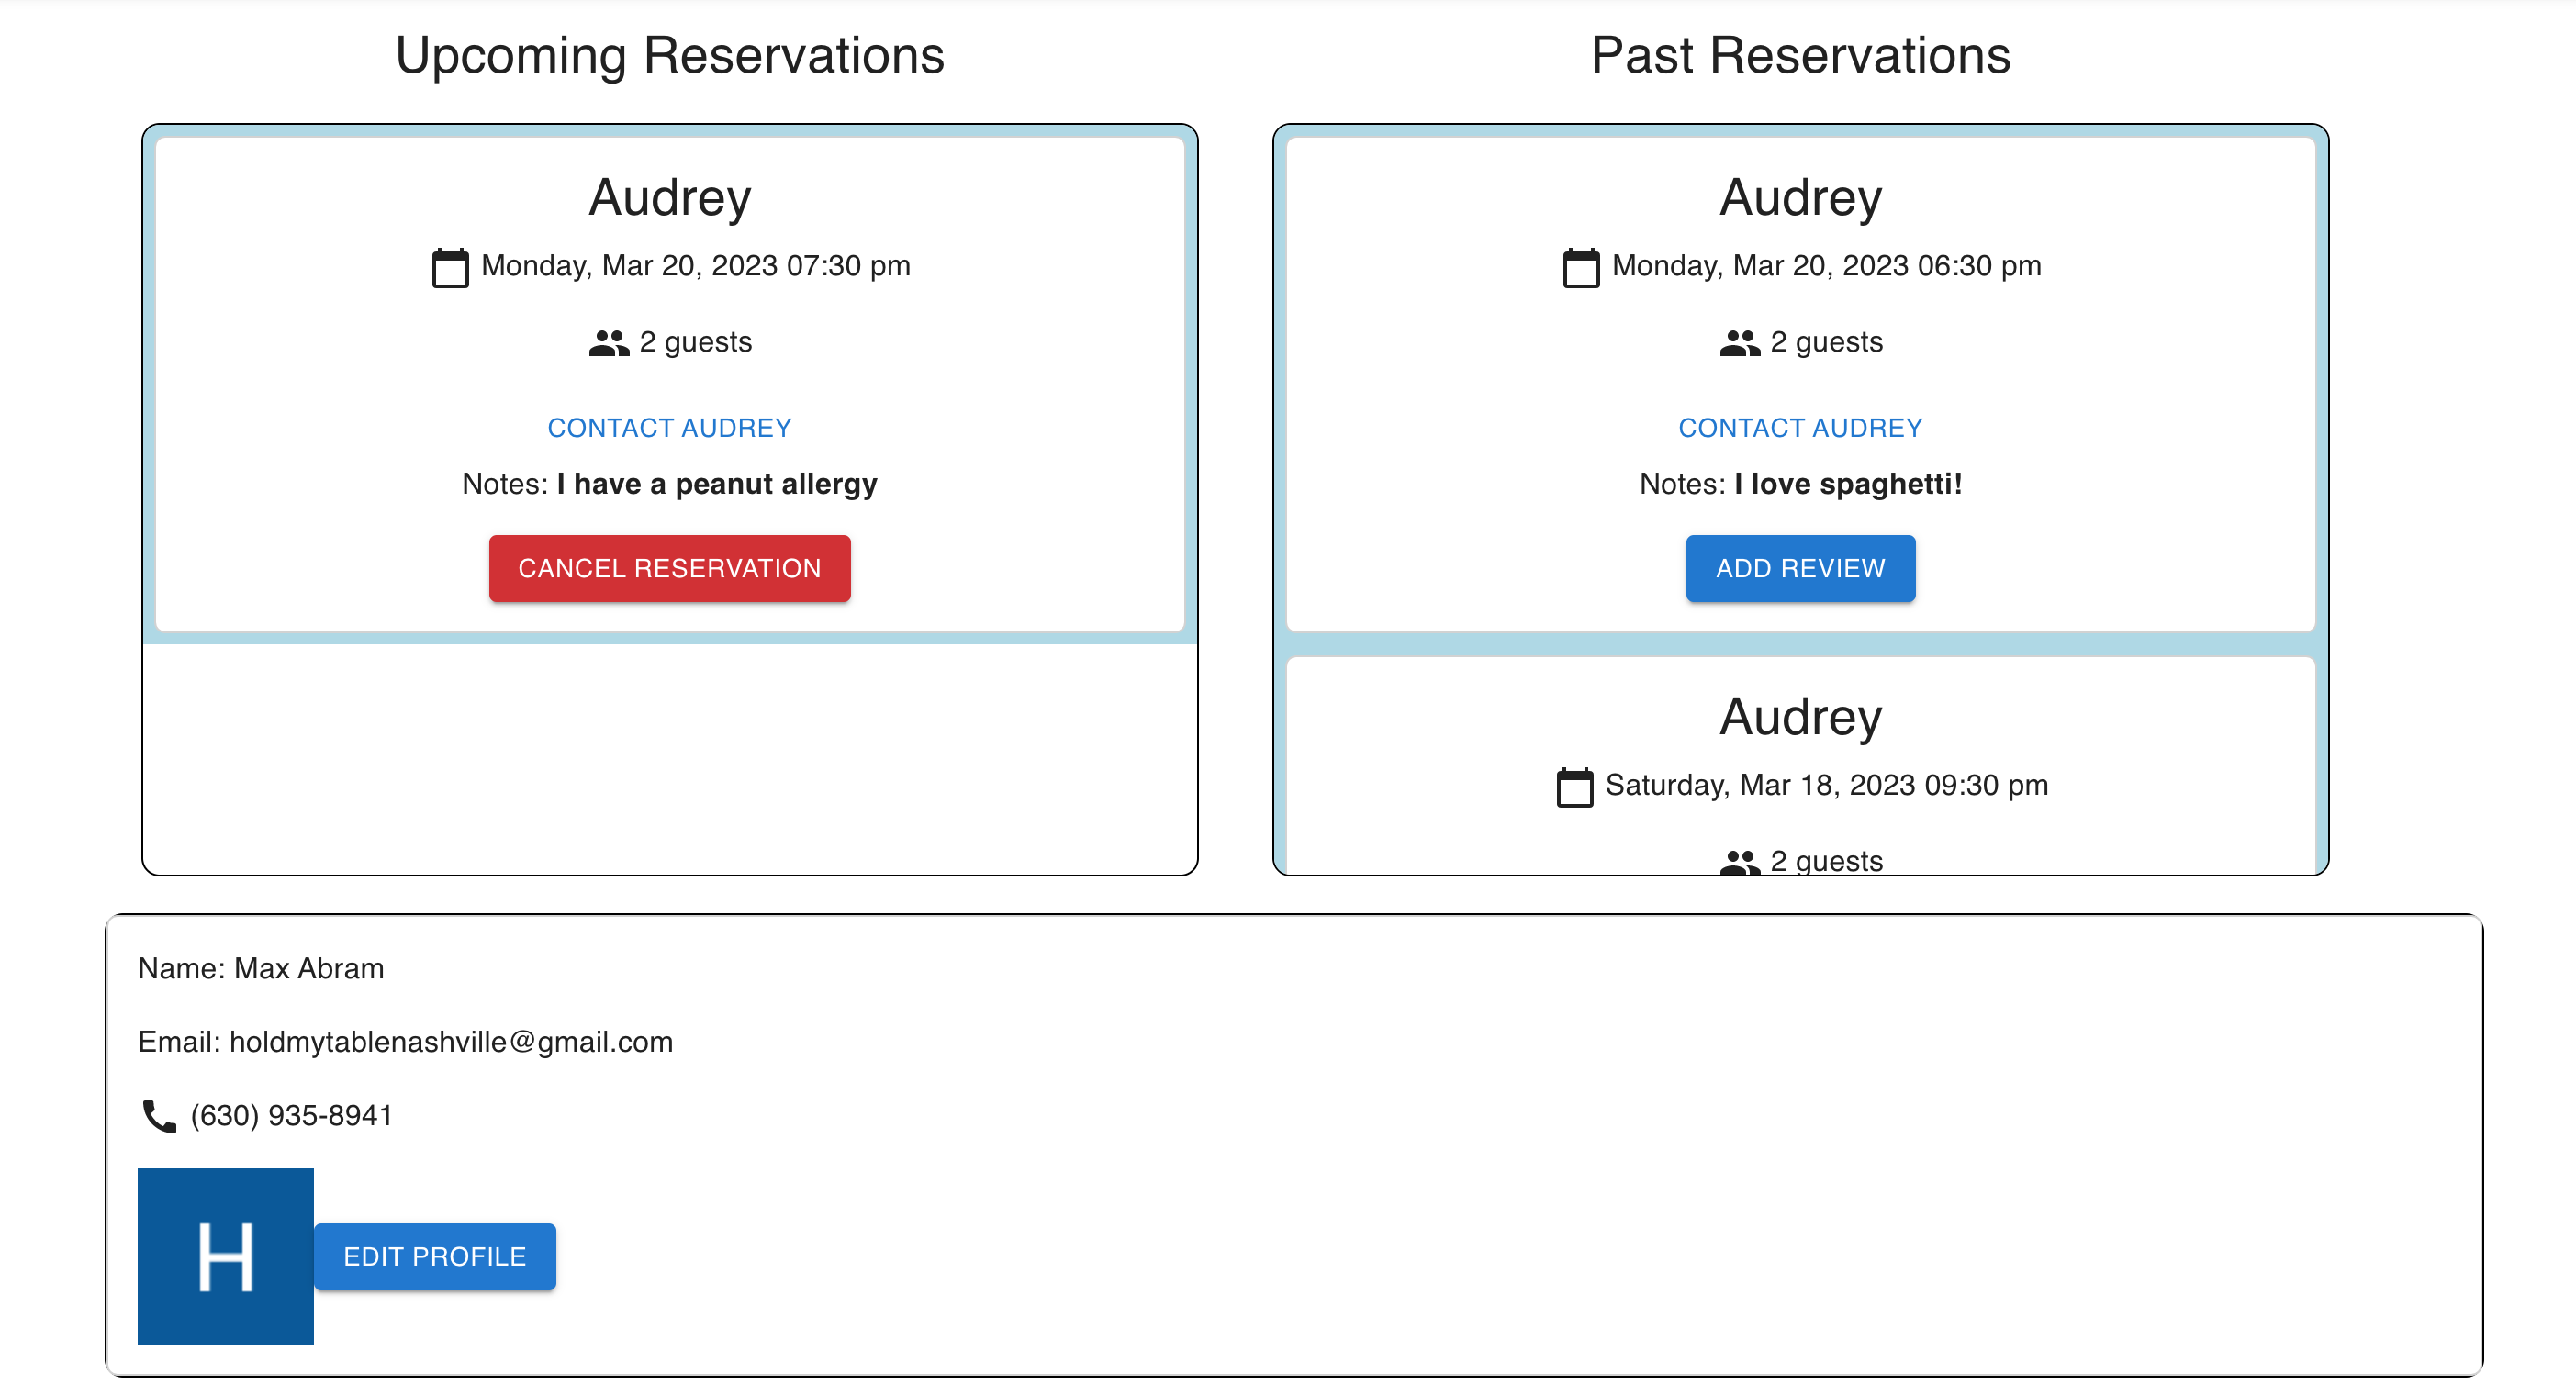 Upcoming Reservations
Audrey
Monday, Mar 20, 2023 07:30 pm
2 guests
CONTACT AUDREY
Notes: I have a peanut allergy
CANCEL RESERVATION
Past Reservations
Audrey
Monday, Mar 20, 2023 06:30 pm
2 guests
CONTACT AUDREY
Notes: I love spaghetti!
ADD REVIEW
Audrey
Saturday, Mar 18, 2023 09:30 pm
2 guests
Name: Max Abram
Email: holdmytablenashville@gmail.com
(630) 935-8941
H
EDIT PROFILE